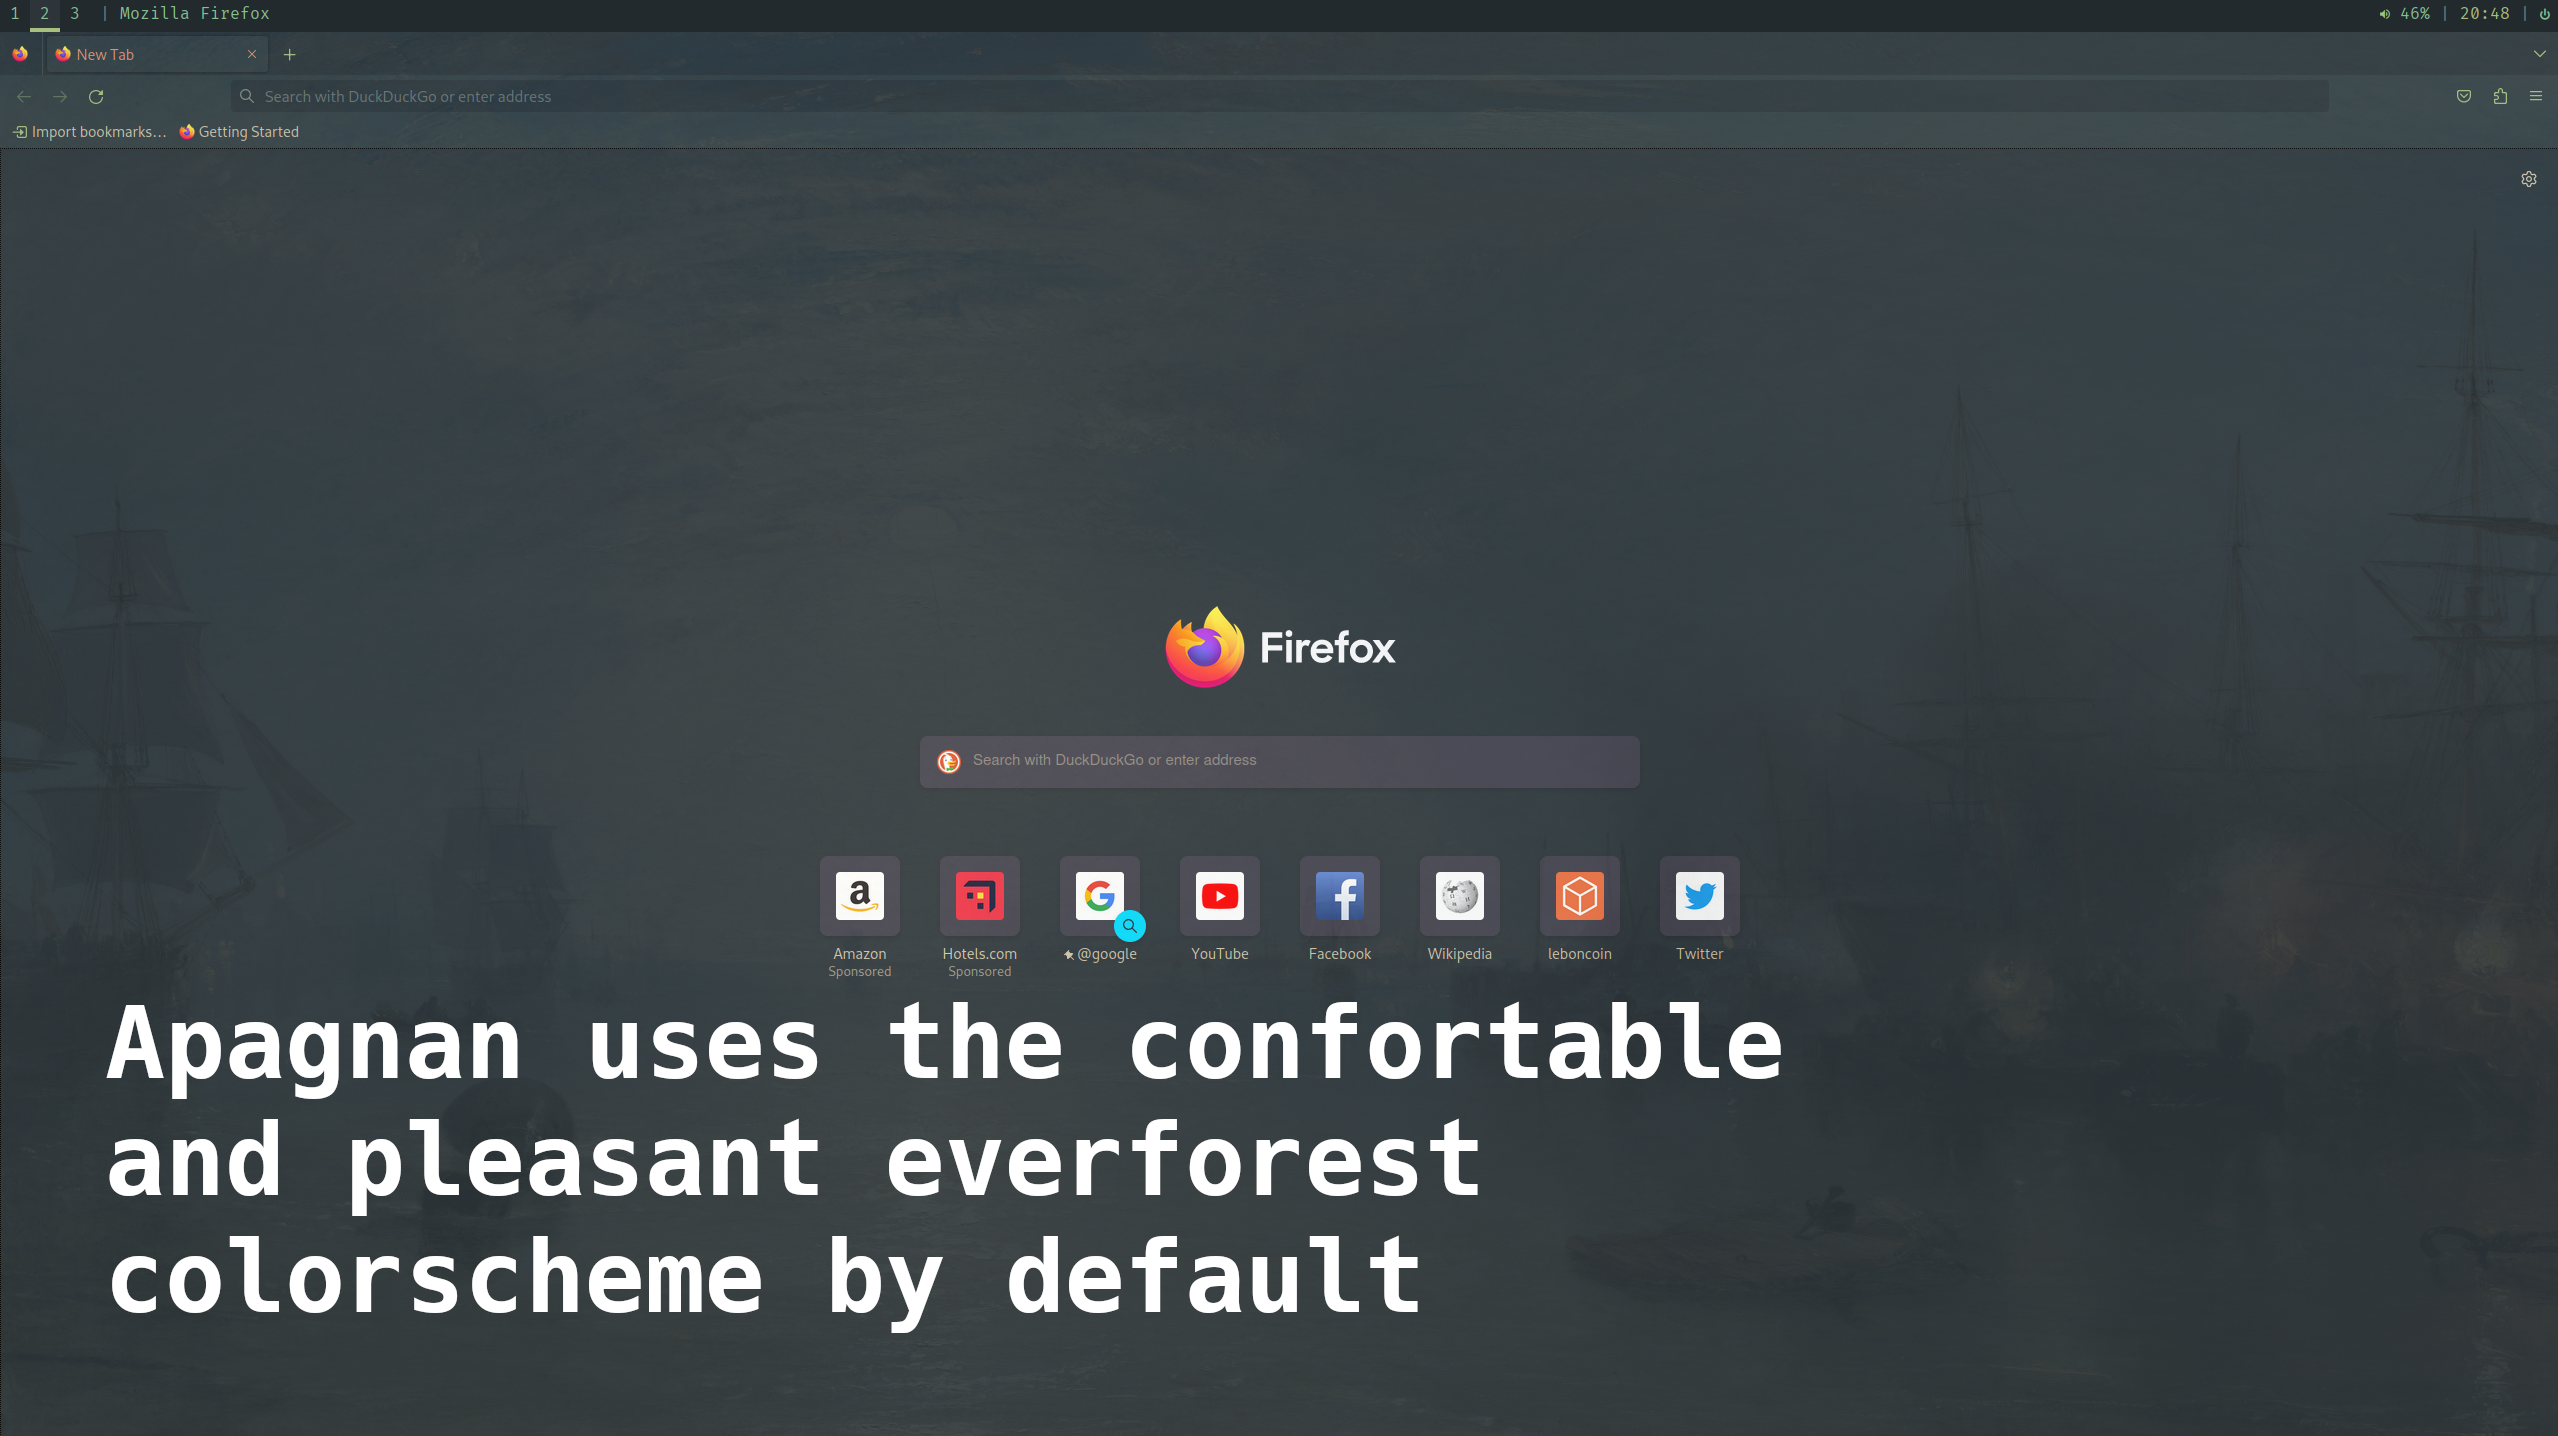 1 2 3 | Mozilla Firefox
46% | 20:48 |
New Tab
Search with DuckDuckGo or enter address
Import bookmarks…
Getting Started
Firefox
Search with DuckDuckGo or enter address
Amazon
Sponsored
Hotels.com
Sponsored
@google
YouTube
Facebook
Wikipedia
leboncoin
Twitter
Apagnan uses the confortable
and pleasant everforest
colorscheme by default